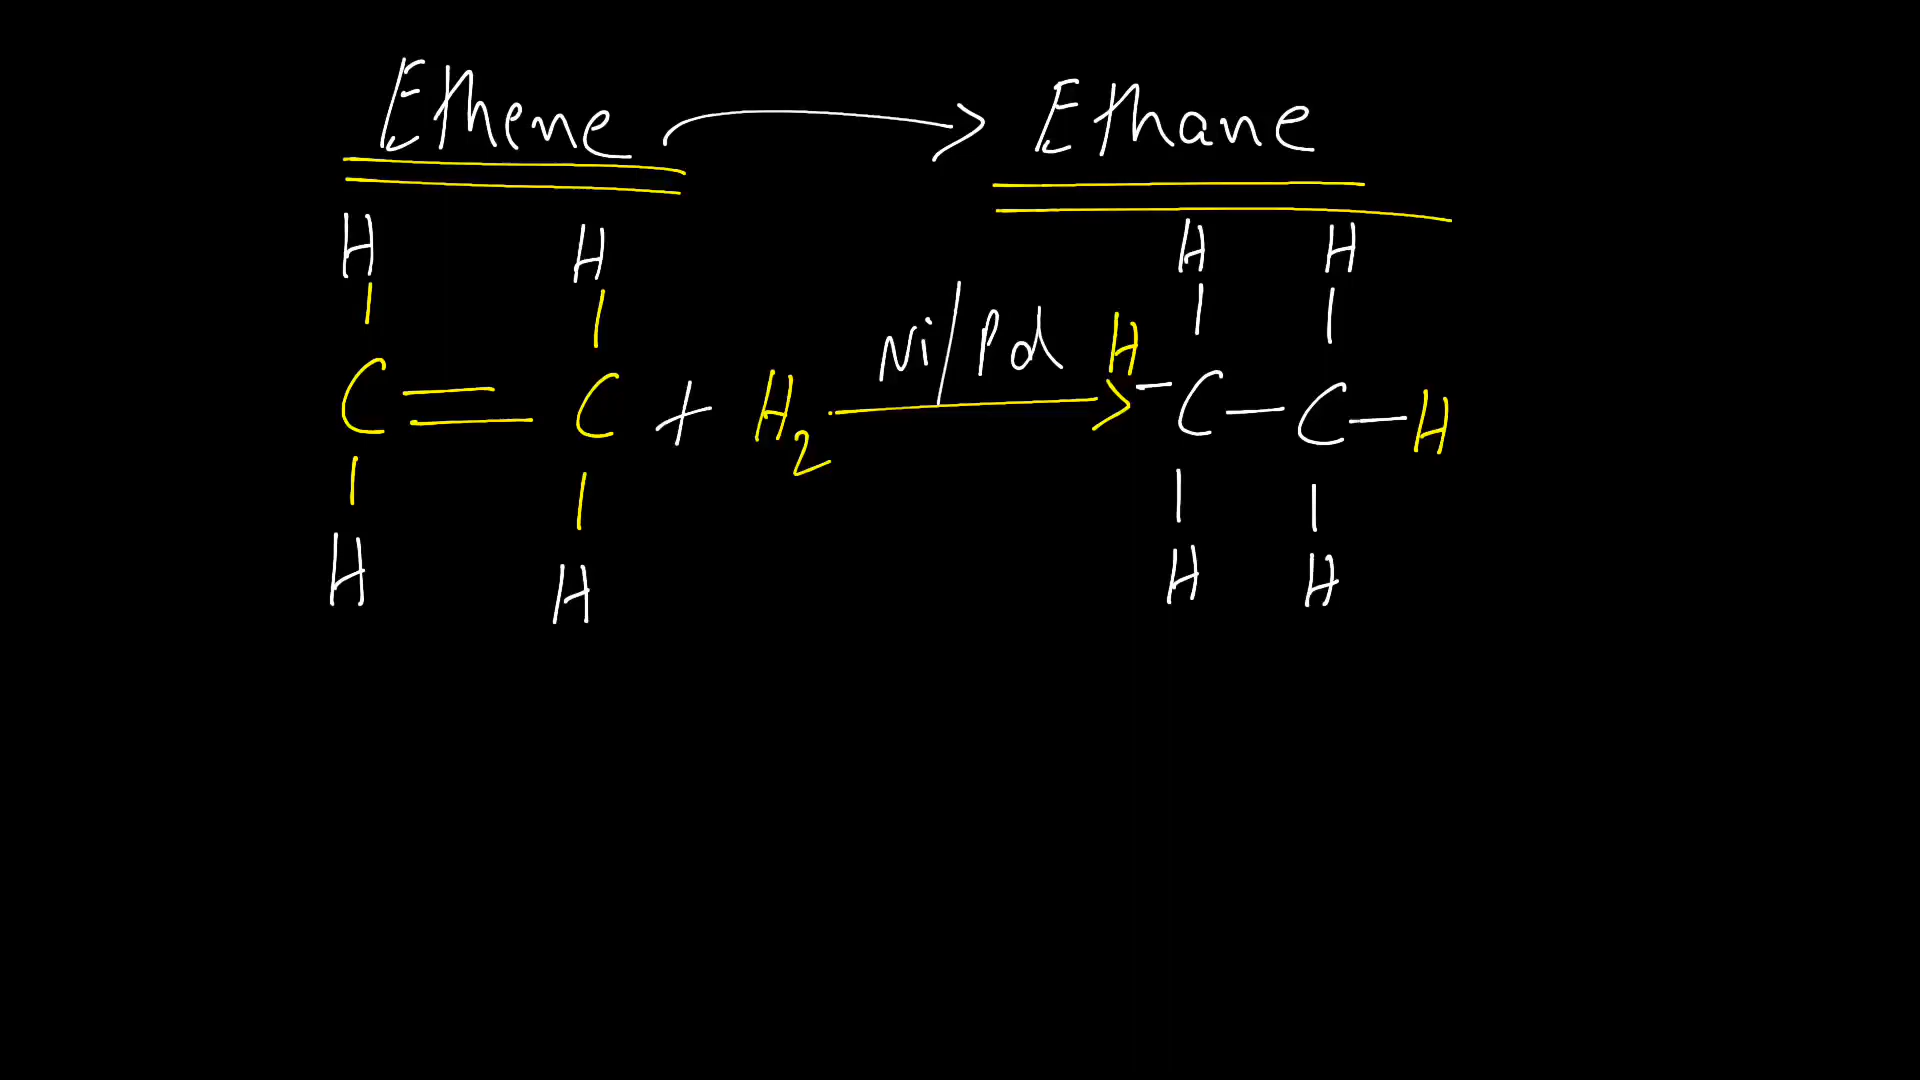 Ethene → Ethane
H H H H
Ni/Pd
C = C + H₂ → H - C - C - H
H H H H